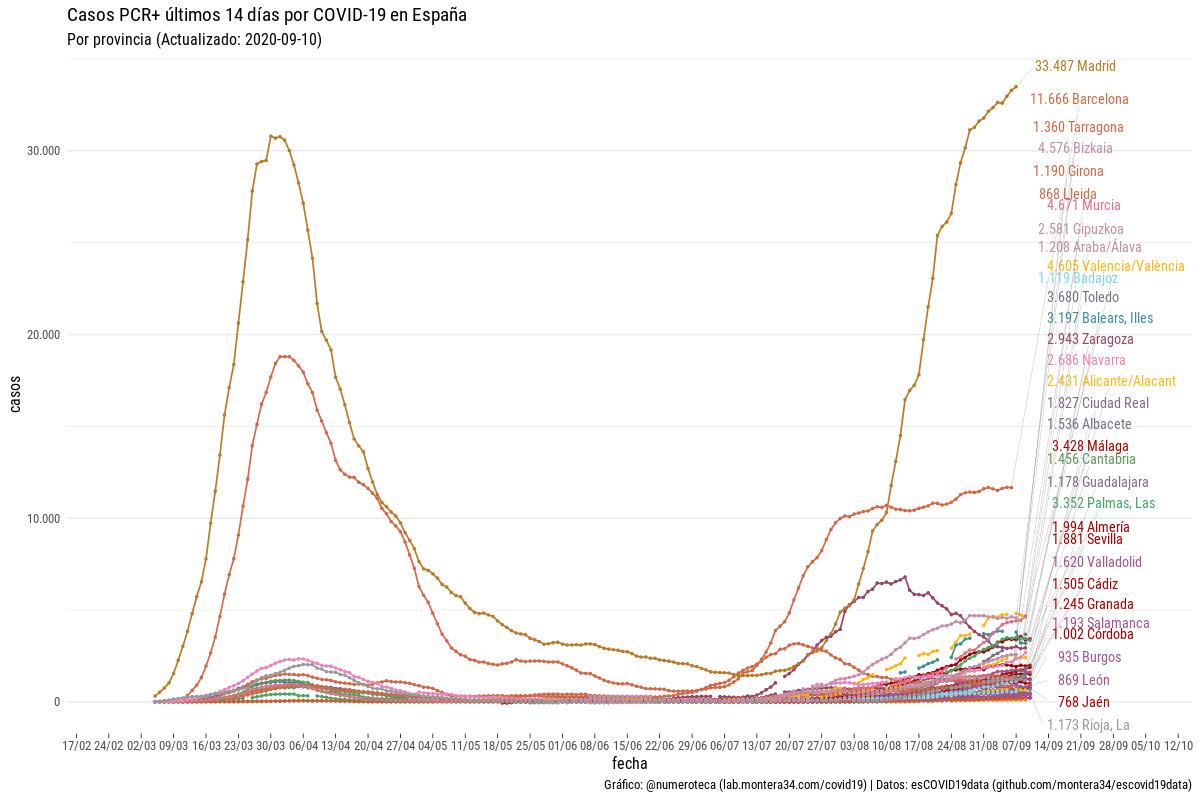 Casos PCR+ últimos 14 días por COVID-19 en España
Por provincia (Actualizado: 2020-09-10)
33.487 Madrid
11.666 Barcelona
1.360 Tarragona
4.576 Bizkaia
1.190 Girona
868 Lleida
4.671 Murcia
2.581 Gipuzkoa
1.208 Araba/Álava
4.605 Valencia/València
1.119 Badajoz
3.680 Toledo
3.197 Balears, Illes
2.943 Zaragoza
2.686 Navarra
2.431 Alicante/Alacant
1.827 Ciudad Real
1.536 Albacete
3.428 Málaga
1.456 Cantabria
1.178 Guadalajara
3.352 Palmas, Las
1.994 Almería
1.881 Sevilla
1.620 Valladolid
1.505 Cádiz
1.245 Granada
1.193 Salamanca
1.002 Córdoba
935 Burgos
869 León
768 Jaén
1.173 Rioja, La
30.000
20.000
10.000
0
casos
17/02 24/02 02/03 09/03 16/03 23/03 30/03 06/04 13/04 20/04 27/04 04/05 11/05 18/05 25/05 01/06 08/06 15/06 22/06 29/06 06/07 13/07 20/07 27/07 03/08 10/08 17/08 24/08 31/08 07/09 14/09 21/09 28/09 05/10 12/10
fecha
Gráfico: @numeroteca (lab.montera34.com/covid19) | Datos: esCOVID19data (github.com/montera34/escovid19data)